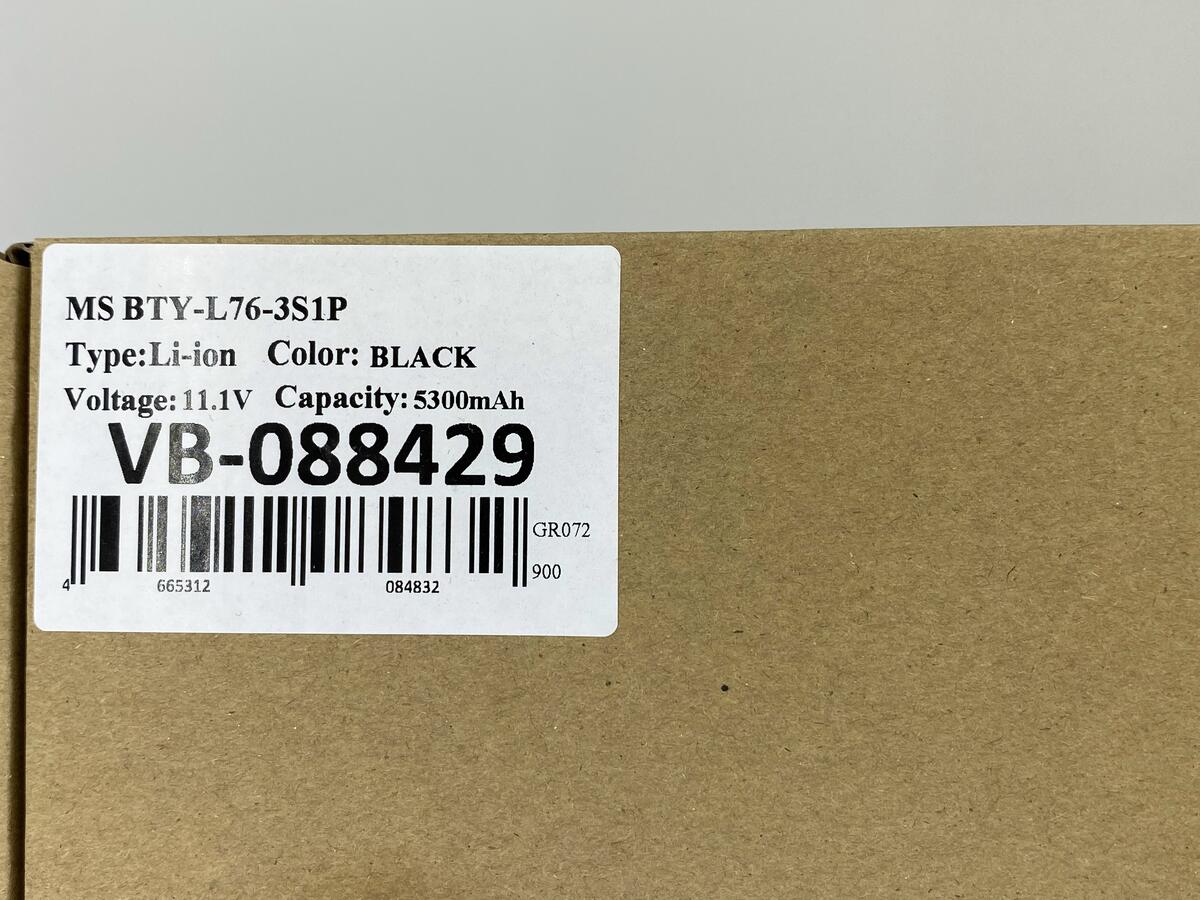 MS BTY-L76-3S1P
Type:Li-ion Color: BLACK
Voltage: 11.1V Capacity: 5300mAh
VB-088429
GR072
900
4 665312 084832